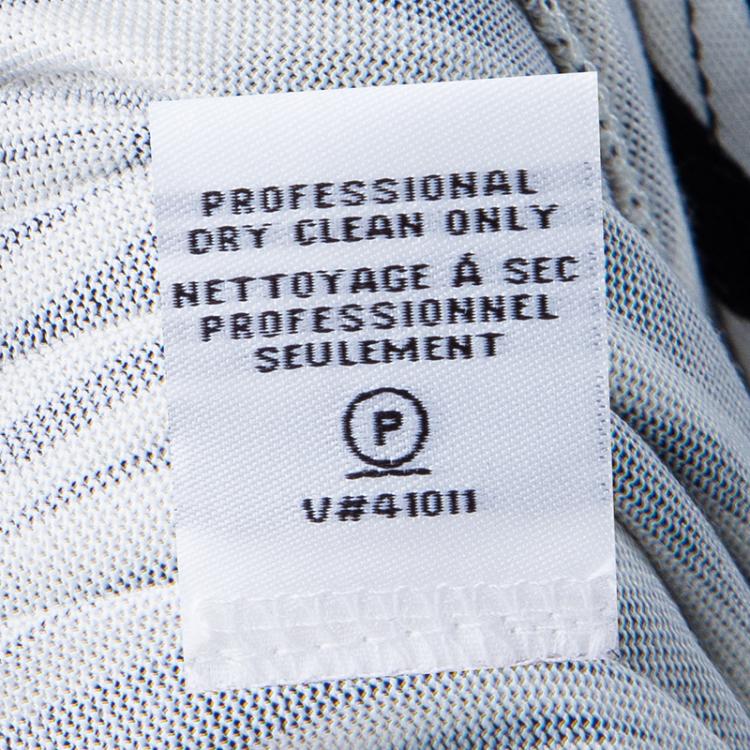 PROFESSIONAL
DRY CLEAN ONLY
NETTOYAGE Á SEC
PROFESSIONNEL
SEULEMENT
P
V#41011